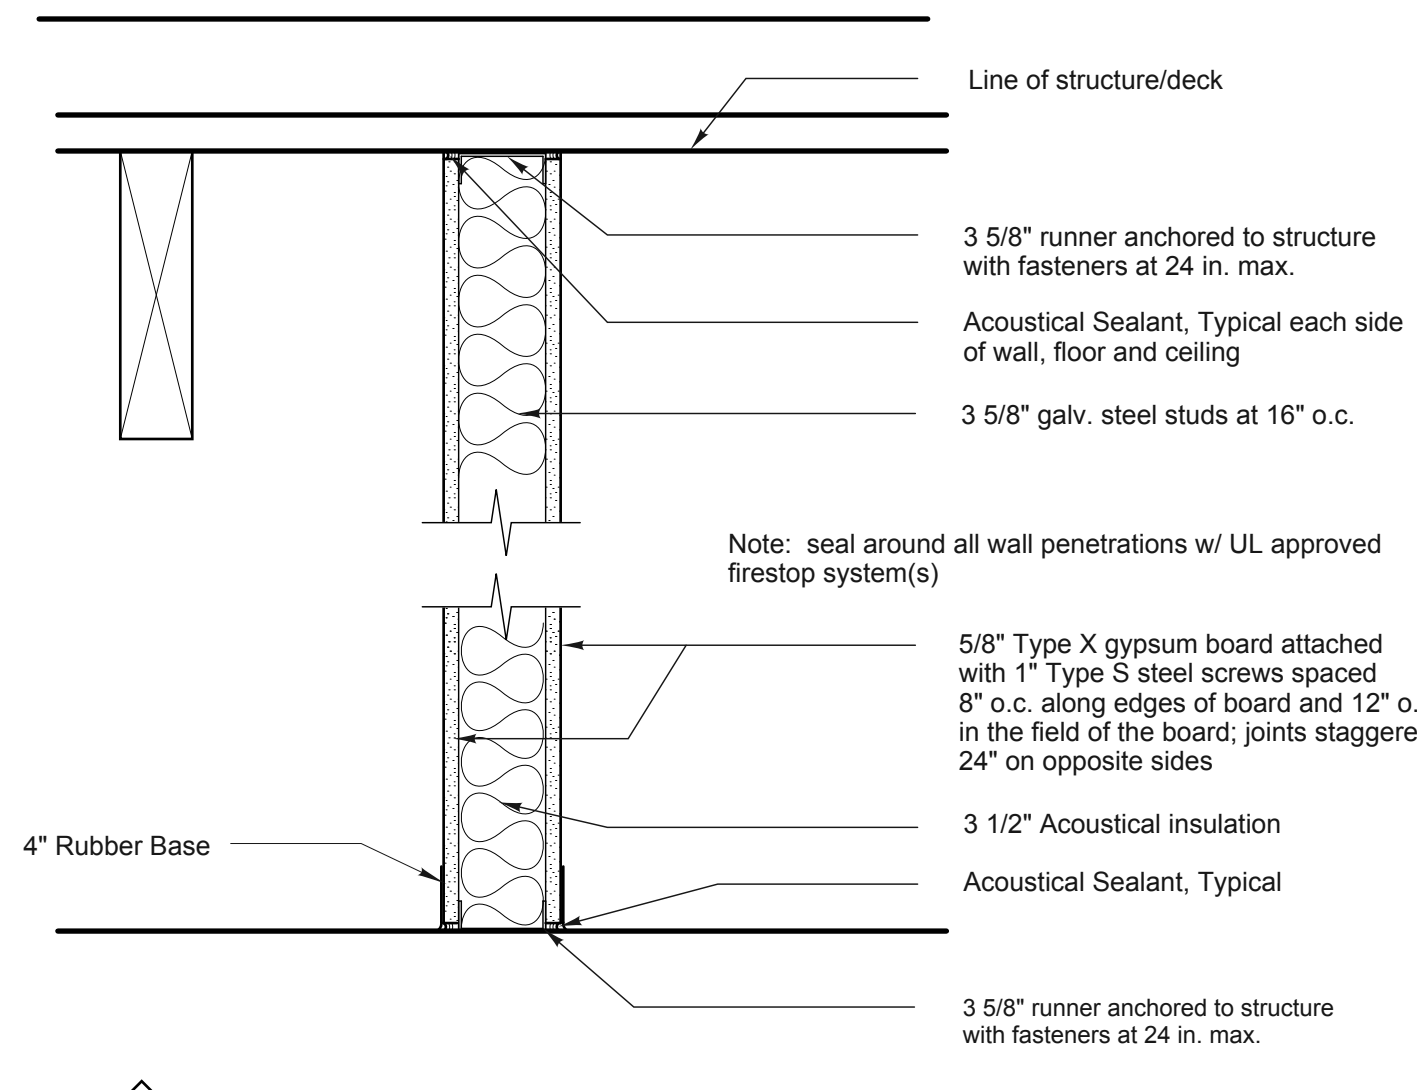 Line of structure/deck
3 5/8" runner anchored to structure
with fasteners at 24 in. max.
Acoustical Sealant, Typical each side
of wall, floor and ceiling
3 5/8" galv. steel studs at 16" o.c.
Note: seal around all wall penetrations w/ UL approved
firestop system(s)
5/8" Type X gypsum board attached
with 1" Type S steel screws spaced
8" o.c. along edges of board and 12" o.
in the field of the board; joints staggere
24" on opposite sides
3 1/2" Acoustical insulation
4" Rubber Base
Acoustical Sealant, Typical
3 5/8" runner anchored to structure
with fasteners at 24 in. max.